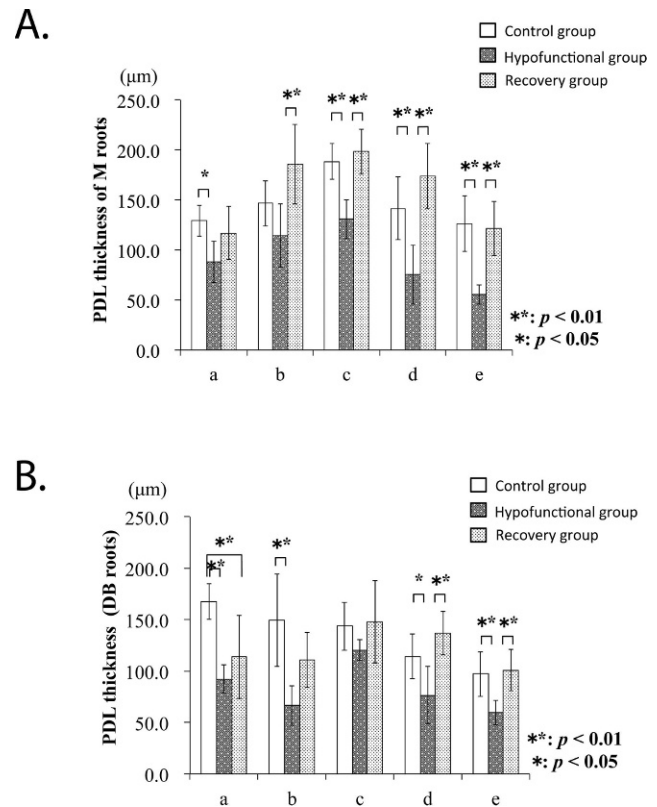 A.
Control group
Hypofunctional group
Recovery group
(μm)
PDL thickness of M roots
250.0
200.0
150.0
100.0
50.0
0.0
* ** ** ** ** ** ** **
**: p < 0.01
*: p < 0.05
a b c d e
B.
Control group
Hypofunctional group
Recovery group
(μm)
PDL thickness (DB roots)
250.0
200.0
150.0
100.0
50.0
0.0
** ** ** * ** ** **
**: p < 0.01
*: p < 0.05
a b c d e